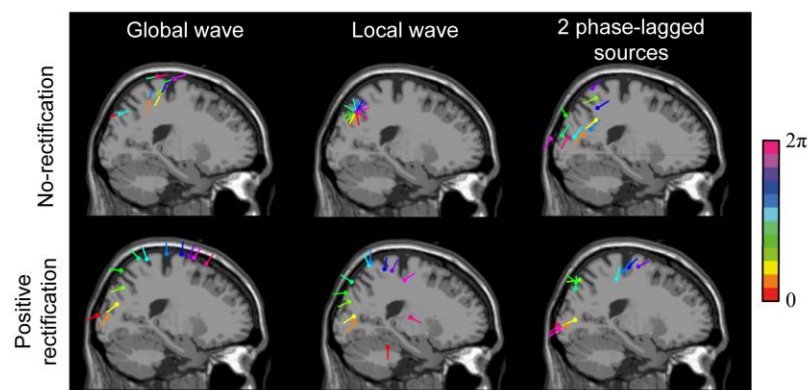 Global wave
Local wave
2 phase-lagged
sources
No-rectification
2π
0
Positive
rectification